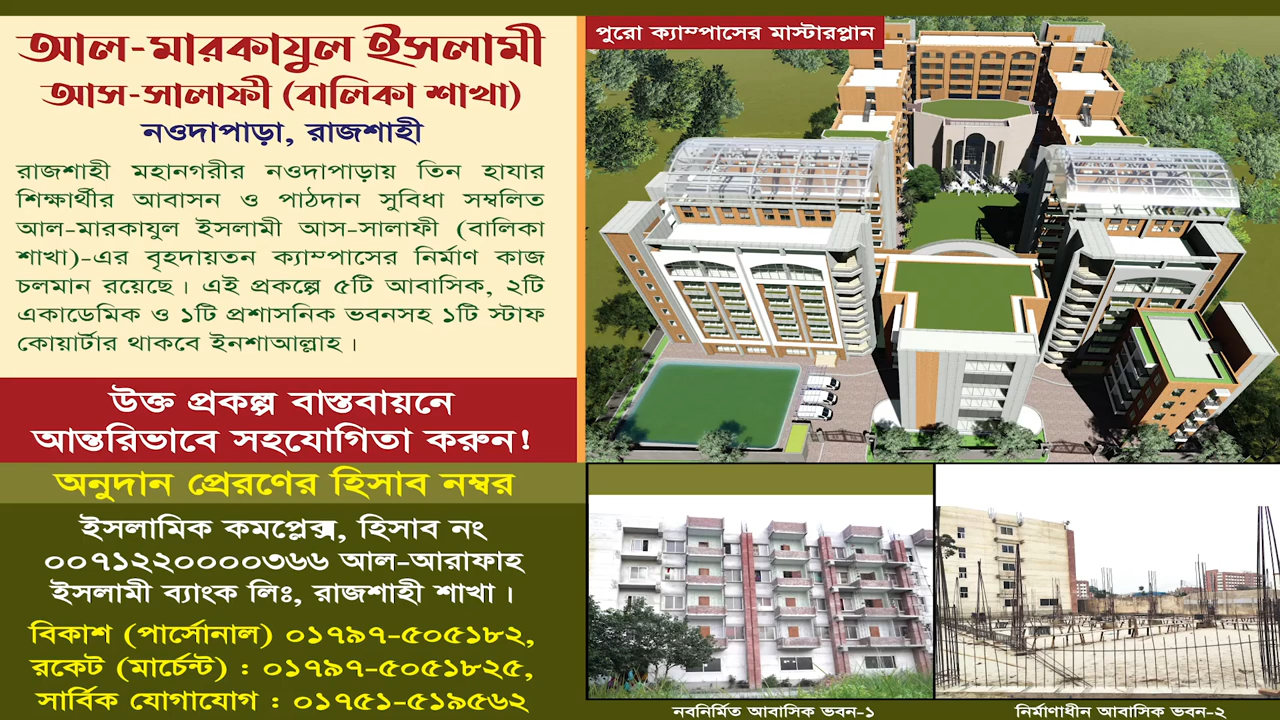 আল-মারকাযুল ইসলামী
আস-সালাফী (বালিকা শাখা)
নওদাপাড়া, রাজশাহী
রাজশাহী মহানগরীর নওদাপাড়ায় তিন হাযার
শিক্ষার্থীর আবাসন ও পাঠদান সুবিধা সম্বলিত
আল-মারকাযুল ইসলামী আস-সালাফী (বালিকা
শাখা)-এর বৃহদায়তন ক্যাম্পাসের নির্মাণ কাজ
চলমান রয়েছে। এই প্রকল্পে ৫টি আবাসিক, ২টি
একাডেমিক ও ১টি প্রশাসনিক ভবনসহ ১টি স্টাফ
কোয়ার্টার থাকবে ইনশাআল্লাহ।
উক্ত প্রকল্প বাস্তবায়নে
আন্তরিভাবে সহযোগিতা করুন!
অনুদান প্রেরণের হিসাব নম্বর
ইসলামিক কমপ্লেক্স, হিসাব নং
০০৭১২২০০০০৩৬৬ আল-আরাফাহ
ইসলামী ব্যাংক লিঃ, রাজশাহী শাখা।
বিকাশ (পার্সোনাল) ০১৭৯৭-৫০৫১৮২,
রকেট (মার্চেন্ট) : ০১৭৯৭-৫০৫১৮২৫,
সার্বিক যোগাযোগ : ০১৭৫১-৫১৯৫৬২
পুরো ক্যাম্পাসের মাস্টারপ্লান
নবনির্মিত আবাসিক ভবন-১
নির্মাণাধীন আবাসিক ভবন-২